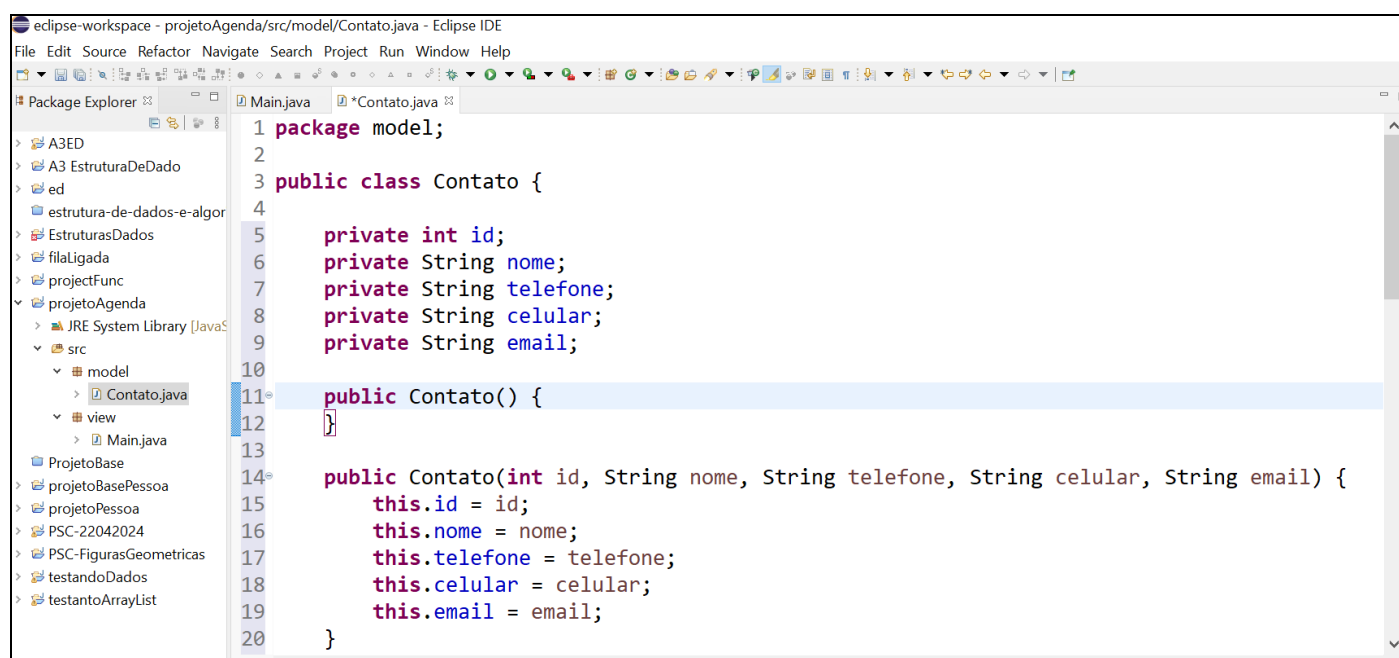 eclipse-workspace - projetoAgenda/src/model/Contato.java - Eclipse IDE
File Edit Source Refactor Navigate Search Project Run Window Help
Package Explorer
Main.java *Contato.java
A3ED
A3 EstruturaDeDado
ed
estrutura-de-dados-e-algor
EstruturasDados
filaLigada
projectFunc
projetoAgenda
JRE System Library [JavaS
src
model
Contato.java
view
Main.java
ProjetoBase
projetoBasePessoa
projetoPessoa
PSC-22042024
PSC-FigurasGeometricas
testandoDados
testantoArrayList
1 package model;
2
3 public class Contato {
4
5 private int id;
6 private String nome;
7 private String telefone;
8 private String celular;
9 private String email;
10
11 public Contato() {
12 }
13
14 public Contato(int id, String nome, String telefone, String celular, String email) {
15 this.id = id;
16 this.nome = nome;
17 this.telefone = telefone;
18 this.celular = celular;
19 this.email = email;
20 }